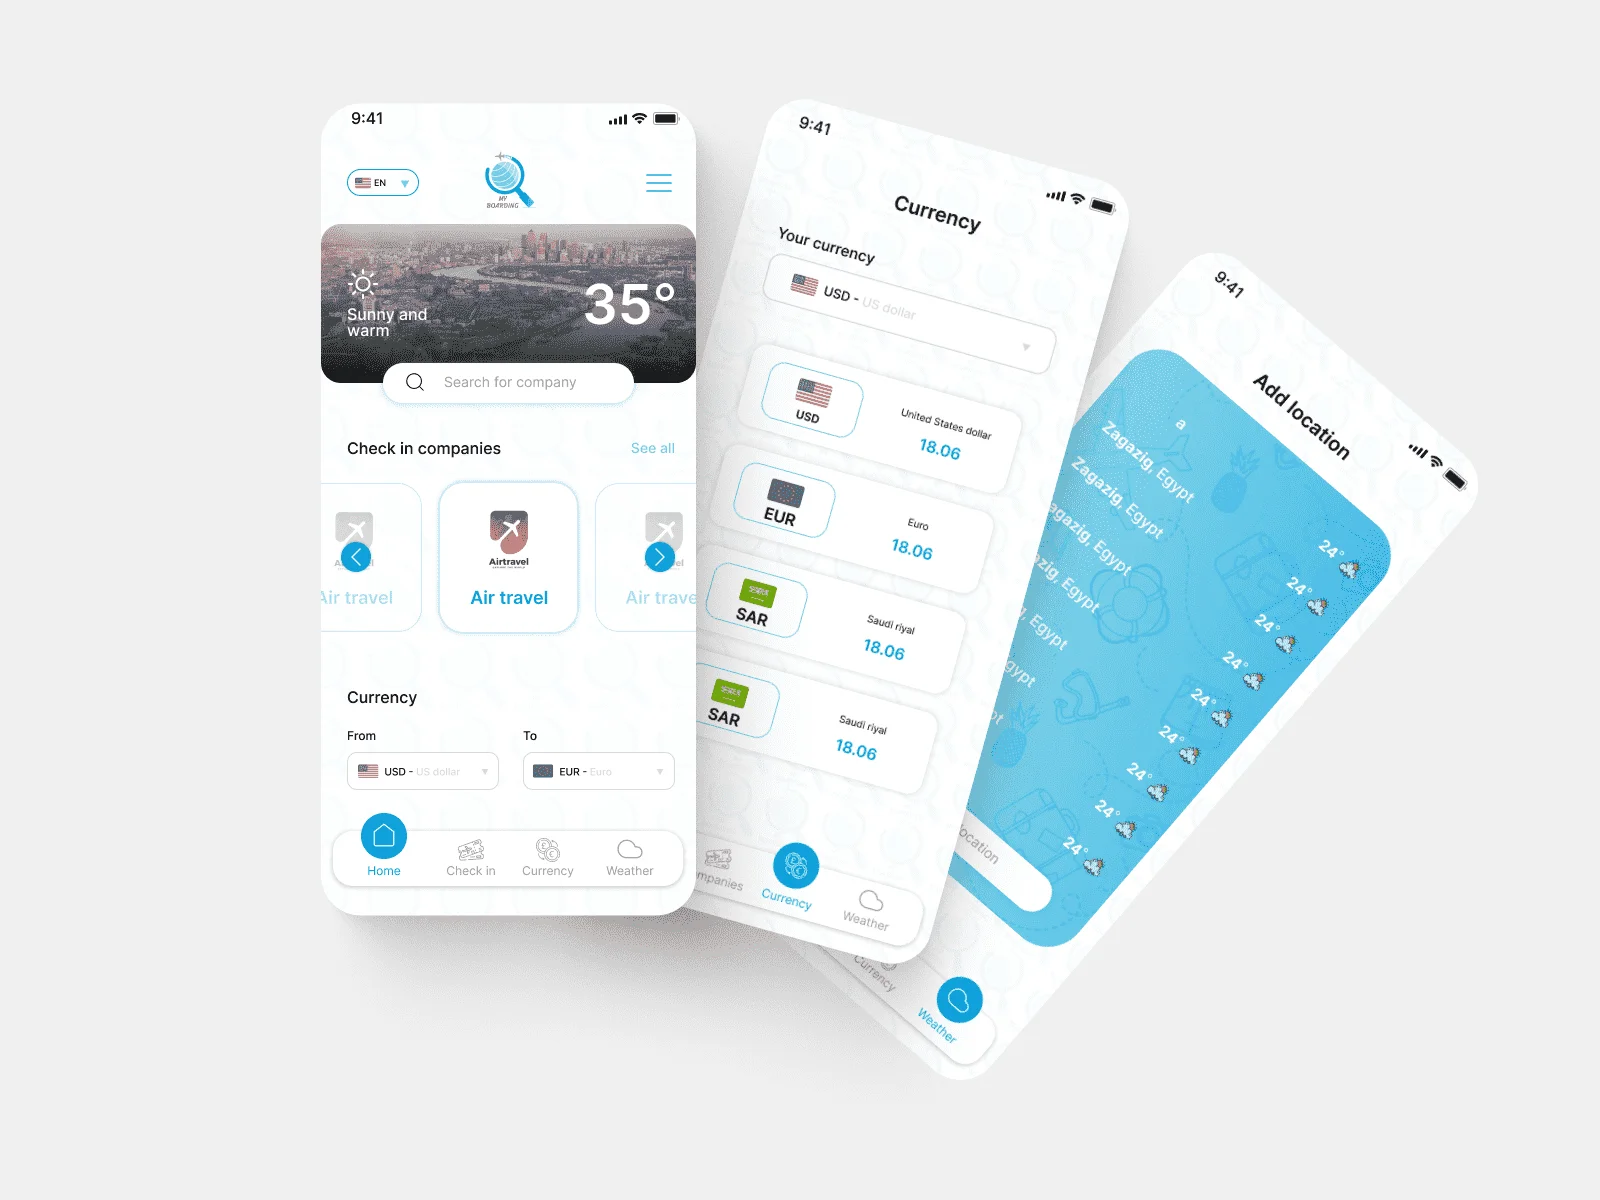 9:41
EN
MY
BOARDING
Sunny and
warm
35°
Search for company
Check in companies
See all
Air travel
Airtravel
Air travel
Air trave
Currency
From
To
USD - US dollar
EUR - Euro
Home
Check in
Currency
Weather
9:41
Currency
Your currency
USD - US dollar
USD
United States dollar
18.06
EUR
Euro
18.06
SAR
Saudi riyal
18.06
SAR
Saudi riyal
18.06
mpanies
Currency
Weather
9:41
Add location
a
Zagazig, Egypt
24°
Zagazig, Egypt
24°
agazig, Egypt
24°
zig, Egypt
24°
, Egypt
24°
gypt
24°
pt
24°
24°
24°
ocation
Currency
Weather